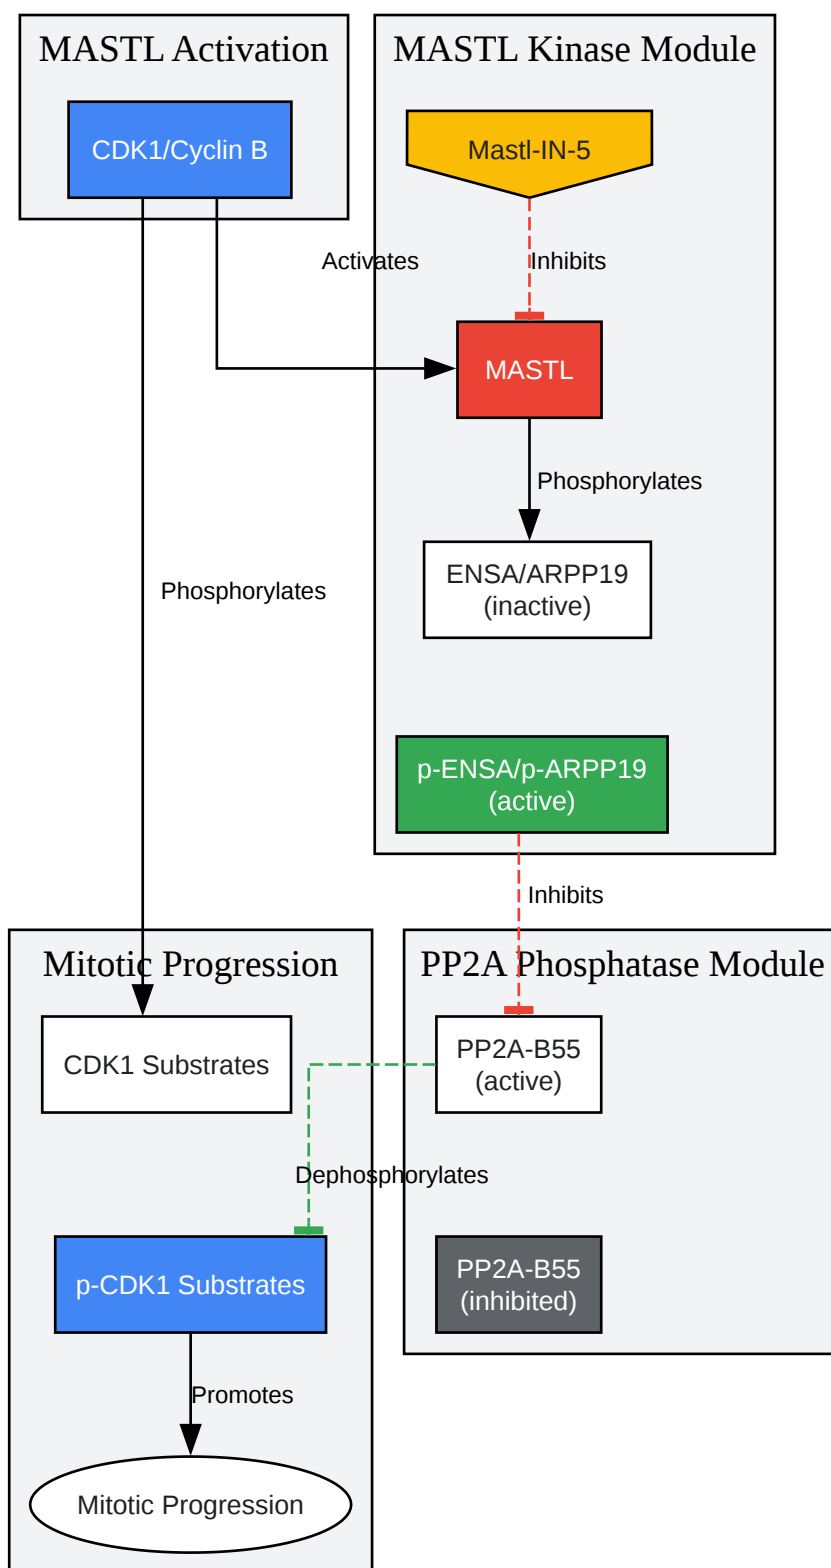 MASTL Activation
MASTL Kinase Module
CDK1/Cyclin B
Mastl-IN-5
Activates
Inhibits
MASTL
Phosphorylates
ENSA/ARPP19
(inactive)
Phosphorylates
p-ENSA/p-ARPP19
(active)
Inhibits
Mitotic Progression
PP2A Phosphatase Module
CDK1 Substrates
PP2A-B55
(active)
Dephosphorylates
p-CDK1 Substrates
PP2A-B55
(inhibited)
Promotes
Mitotic Progression